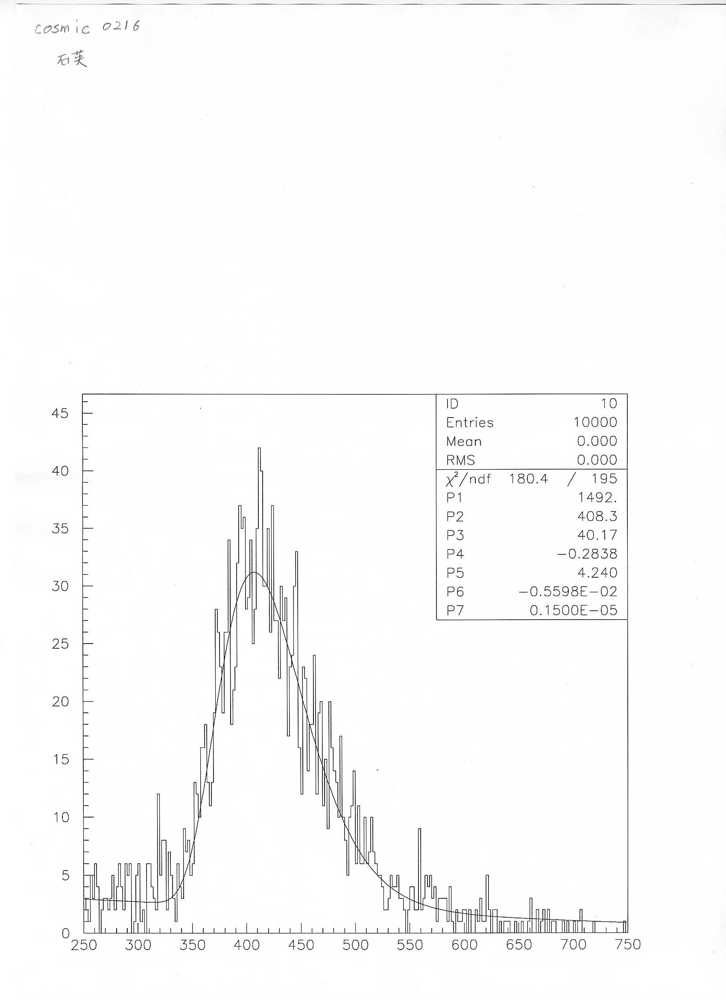 cosmic 0216
石英
ID 10
Entries 10000
Mean 0.000
RMS 0.000
χ²/ndf 180.4 / 195
P1 1492.
P2 408.3
P3 40.17
P4 −0.2838
P5 4.240
P6 −0.5598E−02
P7 0.1500E−05
45
40
35
30
25
20
15
10
5
0
250 300 350 400 450 500 550 600 650 700 750